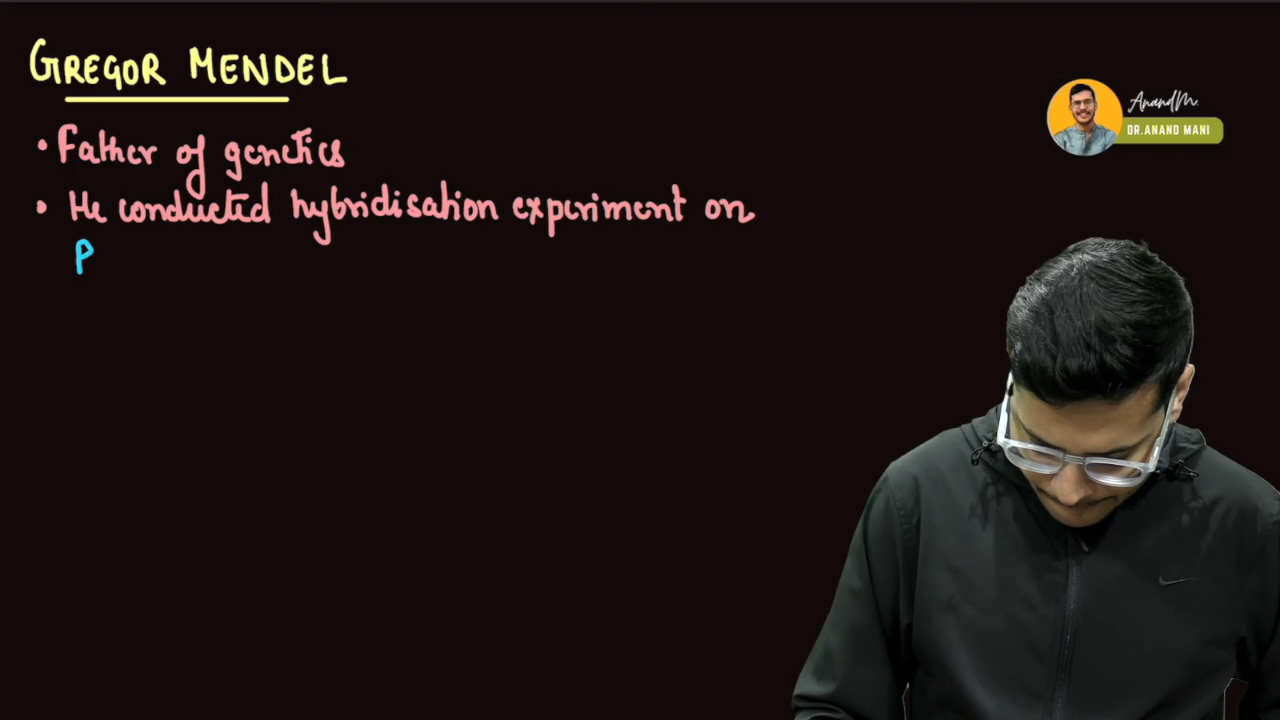 GREGOR MENDEL
• Father of genetics
• He conducted hybridisation experiment on
P
AnandM.
DR.ANAND MANI